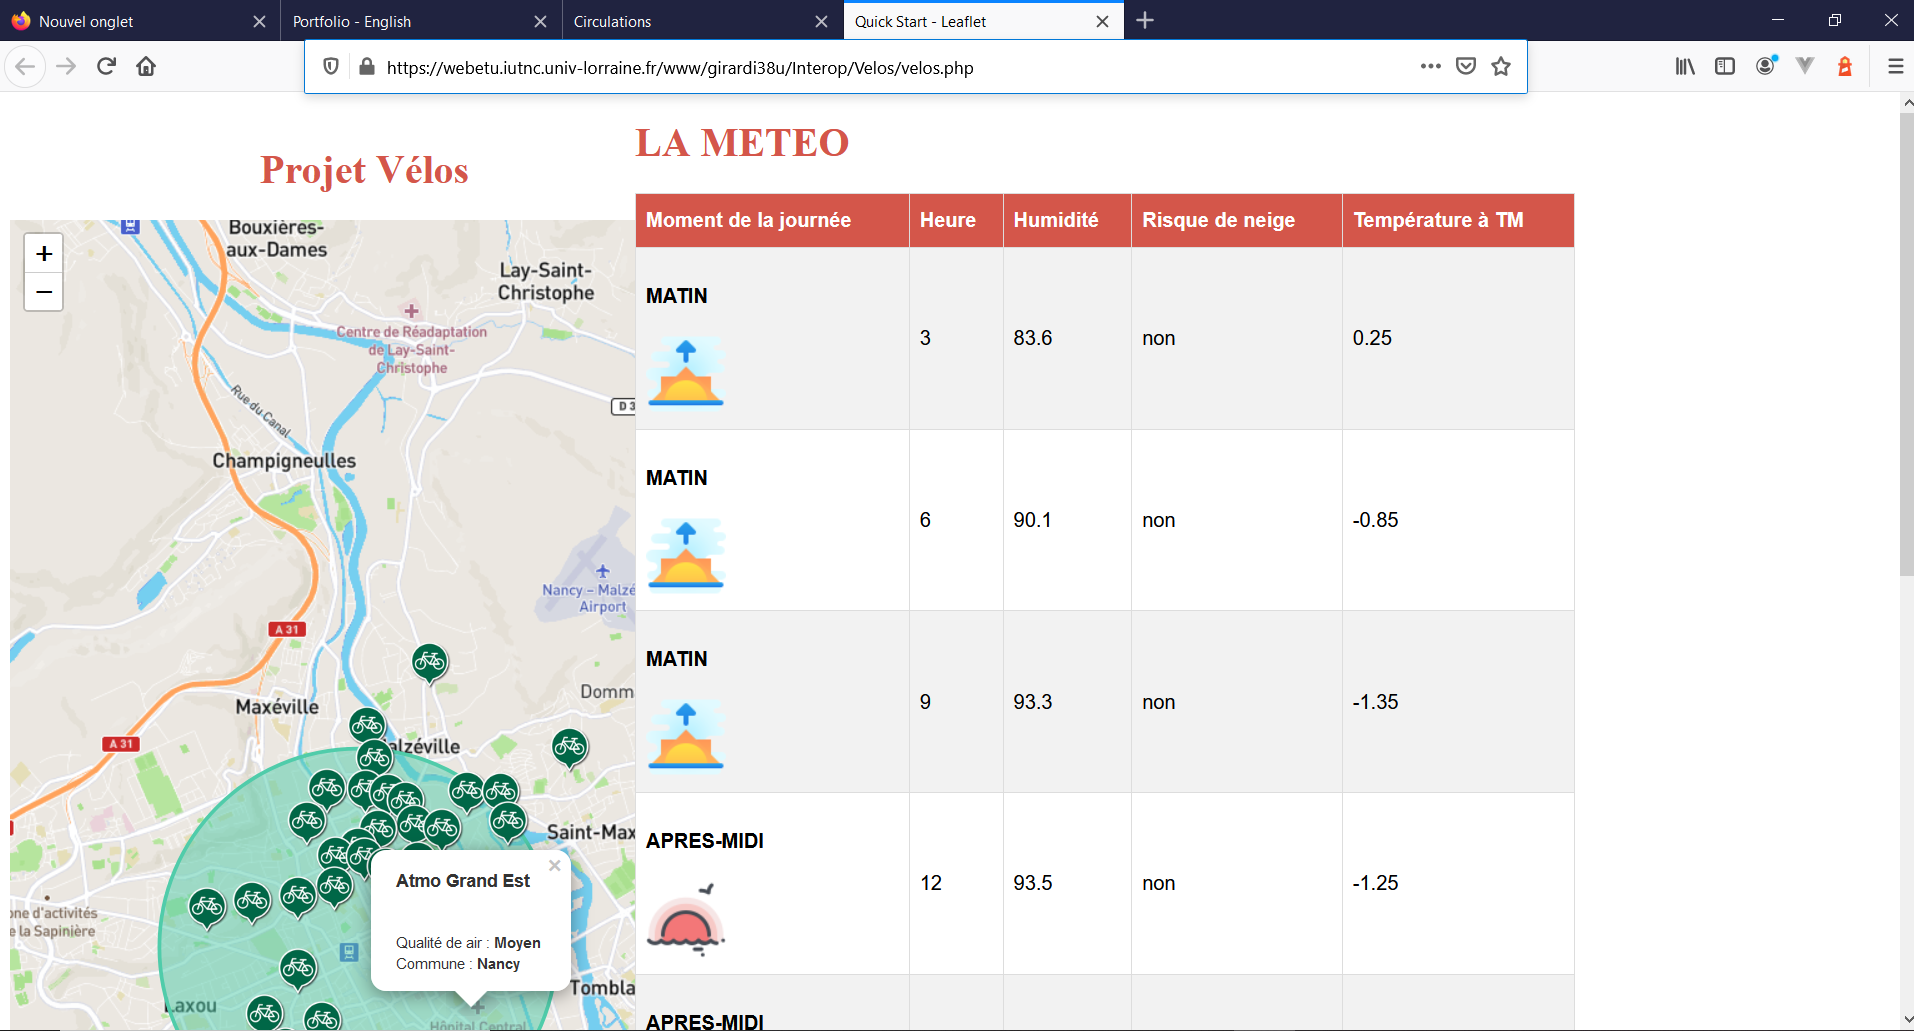 Nouvel onglet
Portfolio - English
Circulations
Quick Start - Leaflet
https://webetu.iutnc.univ-lorraine.fr/www/girardi38u/Interop/Velos/velos.php
Projet Vélos
+
−
Bouxières-
aux-Dames
Lay-Saint-
Christophe
Centre de Réadaptation
de Lay-Saint-
Christophe
D 3
Rue du Canal
Champigneulles
Nancy – Malzé
Airport
A 31
Domm
Maxéville
A 31
alzéville
Saint-Max
Atmo Grand Est
×
Qualité de air : Moyen
Commune : Nancy
one d'activités
e la Sapinière
Tombla
Laxou
Hôpital Central
LA METEO
Moment de la journée Heure Humidité Risque de neige Température à TM
MATIN
3 83.6 non 0.25
MATIN
6 90.1 non -0.85
MATIN
9 93.3 non -1.35
APRES-MIDI
12 93.5 non -1.25
APRES-MIDI